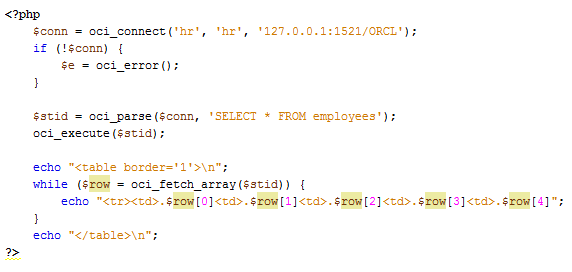 <?php
    $conn = oci_connect('hr', 'hr', '127.0.0.1:1521/ORCL');
    if (!$conn) {
        $e = oci_error();
    }

    $stid = oci_parse($conn, 'SELECT * FROM employees');
    oci_execute($stid);

    echo "<table border='1'>\n";
    while ($row = oci_fetch_array($stid)) {
        echo "<tr><td>.$row[0]<td>.$row[1]<td>.$row[2]<td>.$row[3]<td>.$row[4]";
    }
    echo "</table>\n";
?>